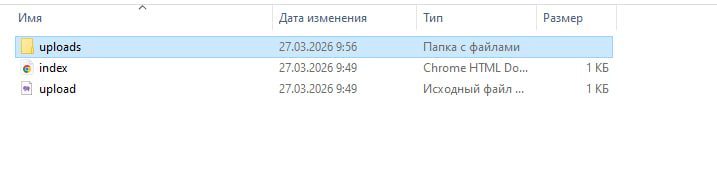 Имя Дата изменения Тип Размер
uploads 27.03.2026 9:56 Папка с файлами
index 27.03.2026 9:49 Chrome HTML Do... 1 КБ
upload 27.03.2026 9:49 Исходный файл ... 1 КБ